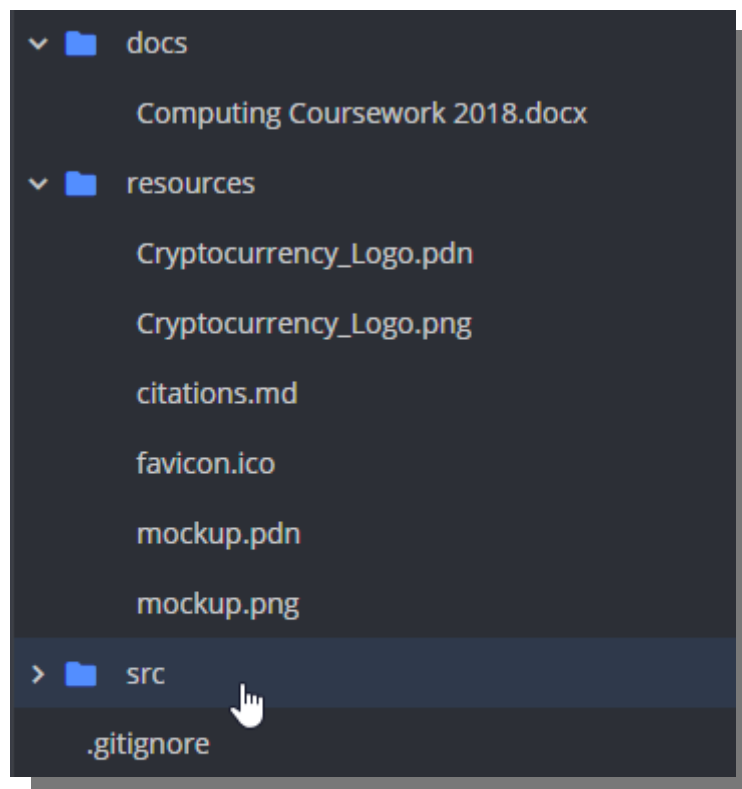 docs
Computing Coursework 2018.docx
resources
Cryptocurrency_Logo.pdn
Cryptocurrency_Logo.png
citations.md
favicon.ico
mockup.pdn
mockup.png
src
.gitignore